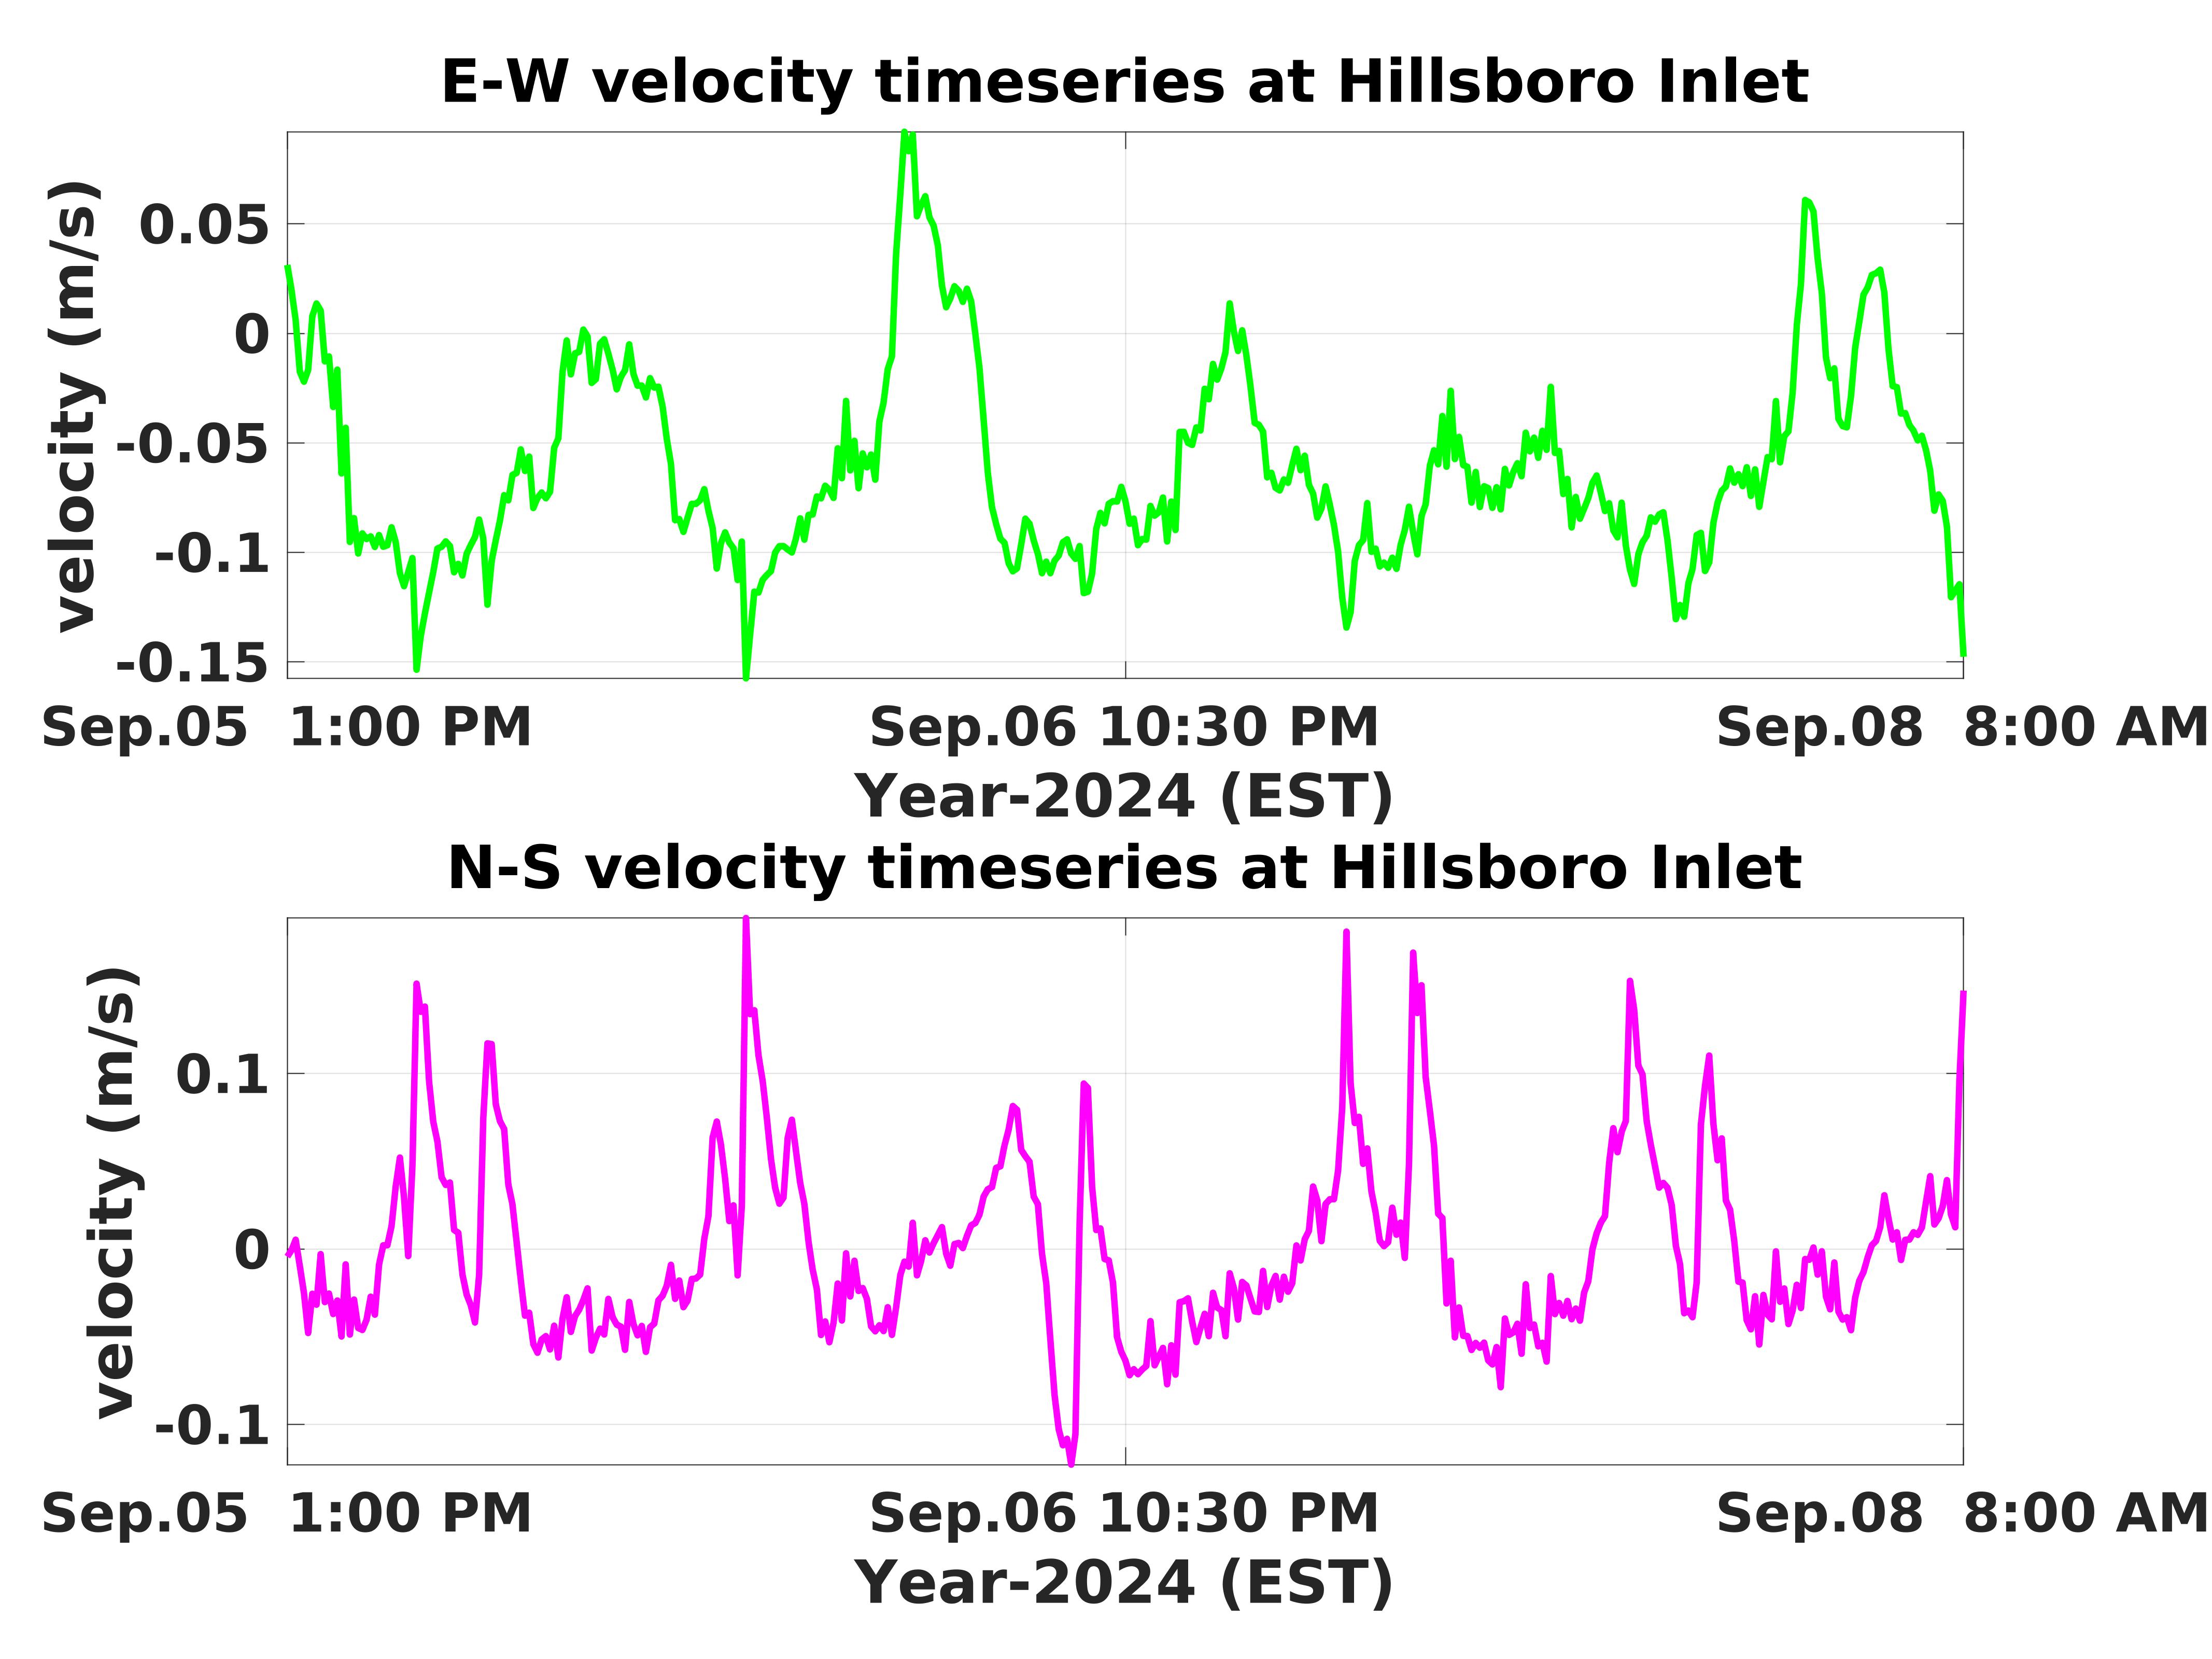 E-W velocity timeseries at Hillsboro Inlet
velocity (m/s)
0.05
0
-0.05
-0.1
-0.15
Sep.05 1:00 PM Sep.06 10:30 PM Sep.08 8:00 AM
Year-2024 (EST)
N-S velocity timeseries at Hillsboro Inlet
velocity (m/s)
0.1
0
-0.1
Sep.05 1:00 PM Sep.06 10:30 PM Sep.08 8:00 AM
Year-2024 (EST)